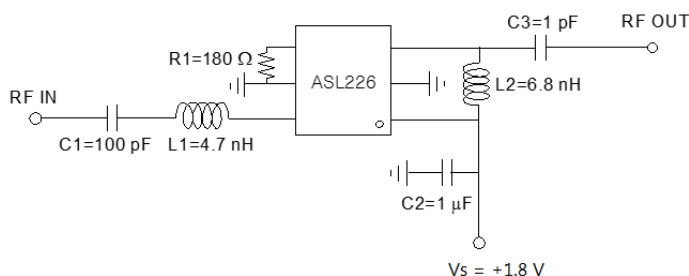 C3=1 pF
RF OUT
R1=180 Ω
ASL226
L2=6.8 nH
RF IN
C1=100 pF
L1=4.7 nH
C2=1 μF
Vs = +1.8 V